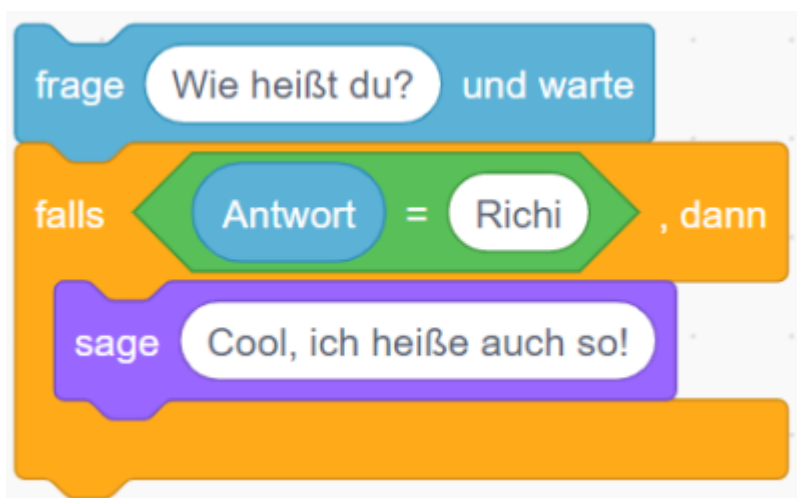 frage Wie heißt du? und warte
falls Antwort = Richi , dann
sage Cool, ich heiße auch so!